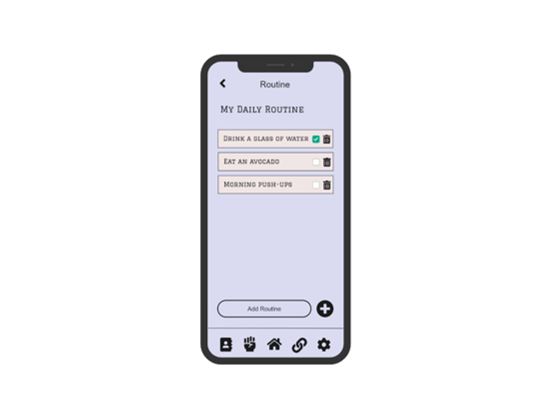 Routine
My Daily Routine
Drink a glass of water
Eat an avocado
Morning push-ups
Add Routine